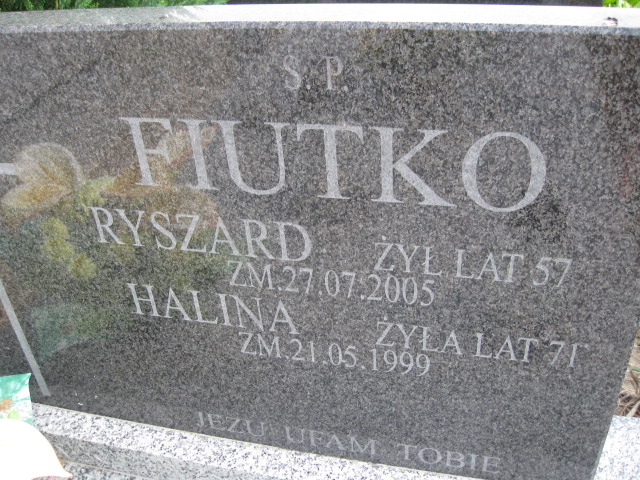 Ś.P.
FIUTKO
RYSZARD ŻYŁ LAT 57
ZM.27.07.2005
HALINA ŻYŁA LAT 71
ZM.21.05.1999
JEZU UFAM TOBIE